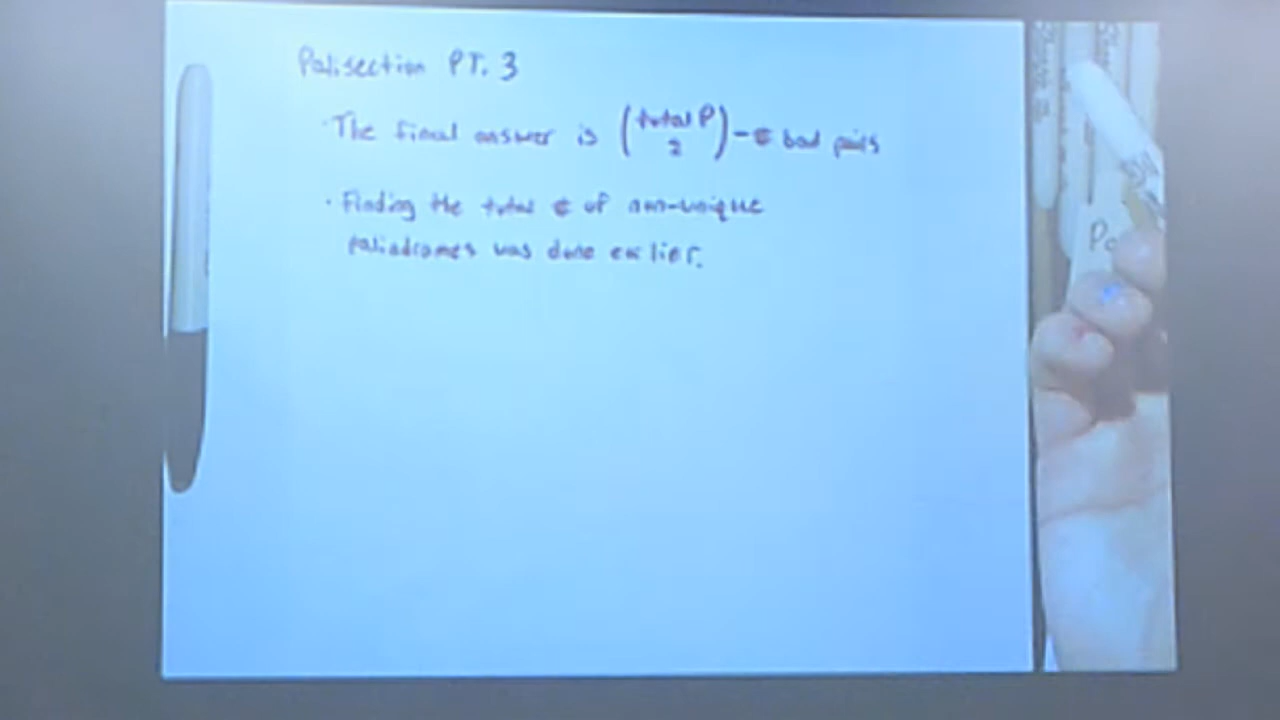 Palisection PT. 3
· The final answer is (total P 2) - # bad pairs
· Finding the total # of non-unique
palindromes was done earlier.
Pa